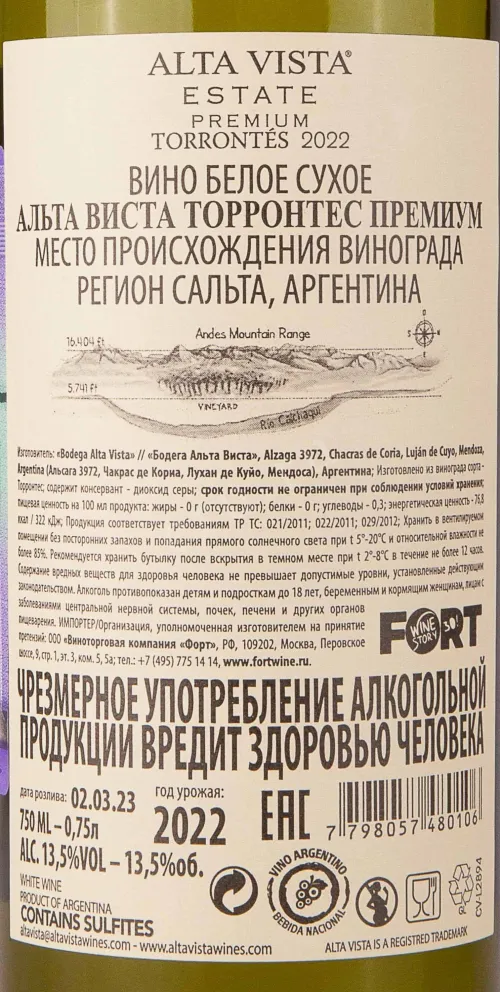 ALTA VISTA®
ESTATE
PREMIUM
TORRONTÉS 2022
ВИНО БЕЛОЕ СУХОЕ
АЛЬТА ВИСТА ТОРРОНТЕС ПРЕМИУМ
МЕСТО ПРОИСХОЖДЕНИЯ ВИНОГРАДА
РЕГИОН САЛЬТА, АРГЕНТИНА
Andes Mountain Range
16.404 ft
5.741 ft
VINEYARD
Río Calchaquí
N
O E
S
Изготовитель: «Bodega Alta Vista» // «Бодега Альта Виста», Alzaga 3972, Chacras de Coria, Luján de Cuyo, Mendoza,
Argentina (Альсага 3972, Чакрас де Кориа, Лухан де Куйо, Мендоса), Аргентина; Изготовлено из винограда сорта -
Торронтес; содержит консервант - диоксид серы; срок годности не ограничен при соблюдении условий хранения;
пищевая ценность на 100 мл продукта: жиры - 0 г (отсутствуют); белки - 0 г; углеводы - 0,3; энергетическая ценность - 76,8
ккал / 322 кДж; Продукция соответствует требованиям ТР ТС: 021/2011; 022/2011; 029/2012; Хранить в вентилируемом
помещении без посторонних запахов и попадания прямого солнечного света при t 5°-20°С и относительной влажности не
более 85%. Рекомендуется хранить бутылку после вскрытия в темном месте при t 2°-8°С в течение не более 12 часов.
Содержание вредных веществ для здоровья человека не превышает допустимые уровни, установленные действующим
законодательством. Алкоголь противопоказан детям и подросткам до 18 лет, беременным и кормящим женщинам, лицам с
заболеваниями центральной нервной системы, почек, печени и других органов
пищеварения. ИМПОРТЕР/Организация, уполномоченная изготовителем на принятие
претензий: ООО «Виноторговая компания «Форт», РФ, 109202, Москва, Перовское
шоссе, 9, стр. 1, эт. 3, ком. 5, 5а; тел.: +7 (495) 775 14 14, www.fortwine.ru.
FORT
WINE
STORY
3.0!
ЧРЕЗМЕРНОЕ УПОТРЕБЛЕНИЕ АЛКОГОЛЬНОЙ
ПРОДУКЦИИ ВРЕДИТ ЗДОРОВЬЮ ЧЕЛОВЕКА
дата розлива: 02.03.23
год урожая:
2022
750 ML – 0,75л
ALC. 13,5%VOL – 13,5%об.
EAC
7 798057 480106
WHITE WINE
PRODUCT OF ARGENTINA
CONTAINS SULFITES
altavista@altavistawines.com - www.altavistawines.com
VINO ARGENTINO
BEBIDA NACIONAL
GL
CV-L2894
ALTA VISTA IS A REGISTRED TRADEMARK